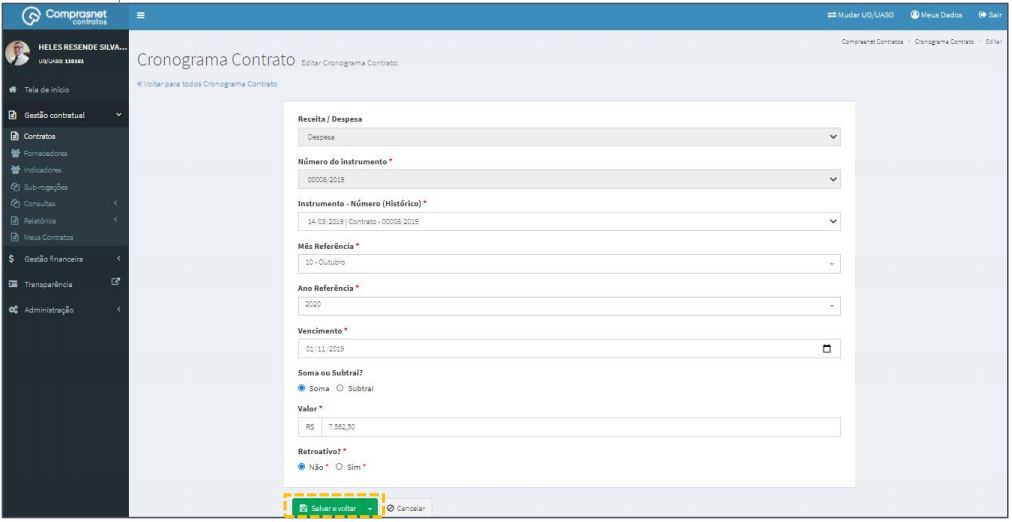 Comprasnet
contratos
Mudar UG/UASG
Meus Dados
Sair
HELES RESENDE SILVA...
UG/UASG: 110161
Tela de início
Gestão contratual
Contratos
Fornecedores
Indicadores
Sub-rogações
Consultas
Relatórios
Meus Contratos
Gestão financeira
Transparência
Administração
Cronograma Contrato Editar Cronograma Contrato.
Comprasnet Contratos > Cronograma Contrato > Editar
« Voltar para todos Cronograma Contrato
Receita / Despesa
Despesa
Número do instrumento *
00008/2019
Instrumento - Número (Histórico) *
14/03/2019 | Contrato - 00008/2019
Mês Referência *
10 - Outubro
Ano Referência *
2020
Vencimento *
01/11/2019
Soma ou Subtrai?
Soma Subtrai
Valor *
R$ 7.562,50
Retroativo? *
Não * Sim *
Salvar e voltar
Cancelar